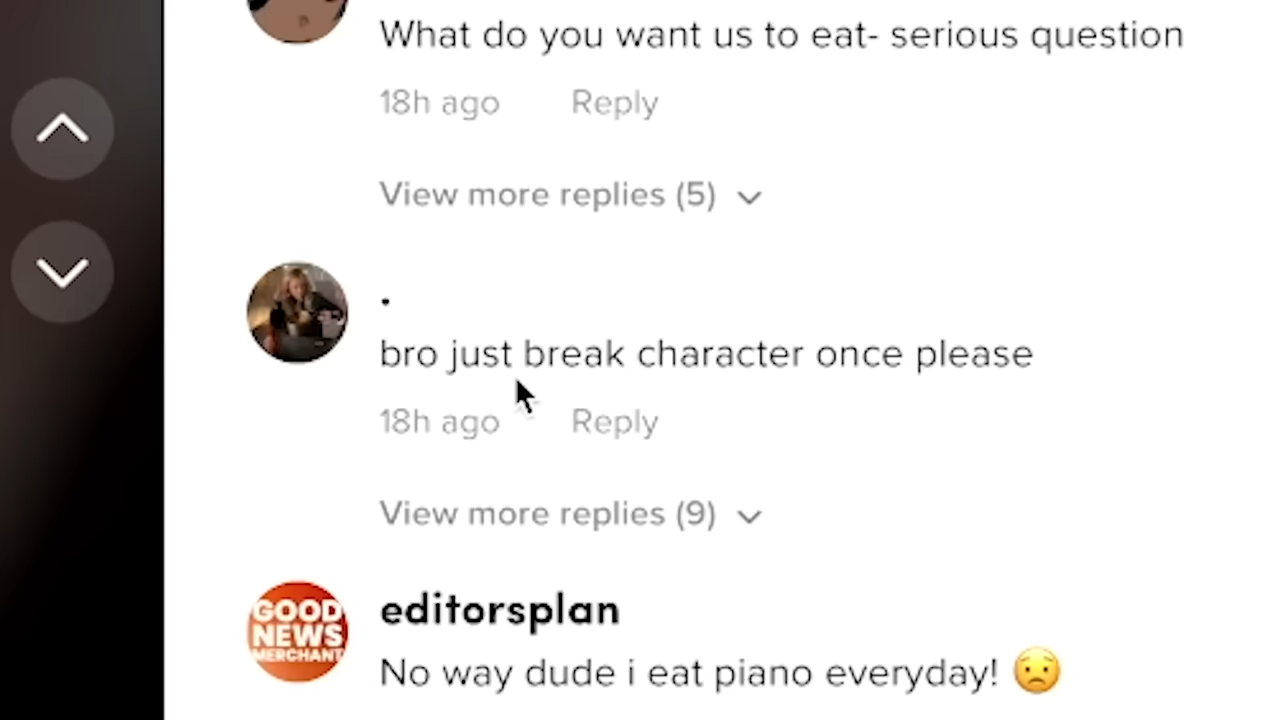 What do you want us to eat- serious question
18h ago Reply
View more replies (5)
.
bro just break character once please
18h ago Reply
View more replies (9)
GOOD
NEWS
MERCHANT
editorsplan
No way dude i eat piano everyday! 😟